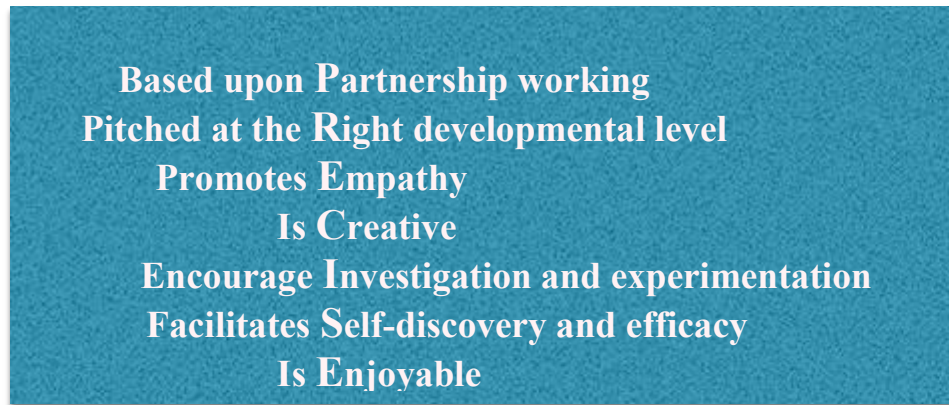 Based upon Partnership working
Pitched at the Right developmental level
Promotes Empathy
Is Creative
Encourage Investigation and experimentation
Facilitates Self-discovery and efficacy
Is Enjoyable